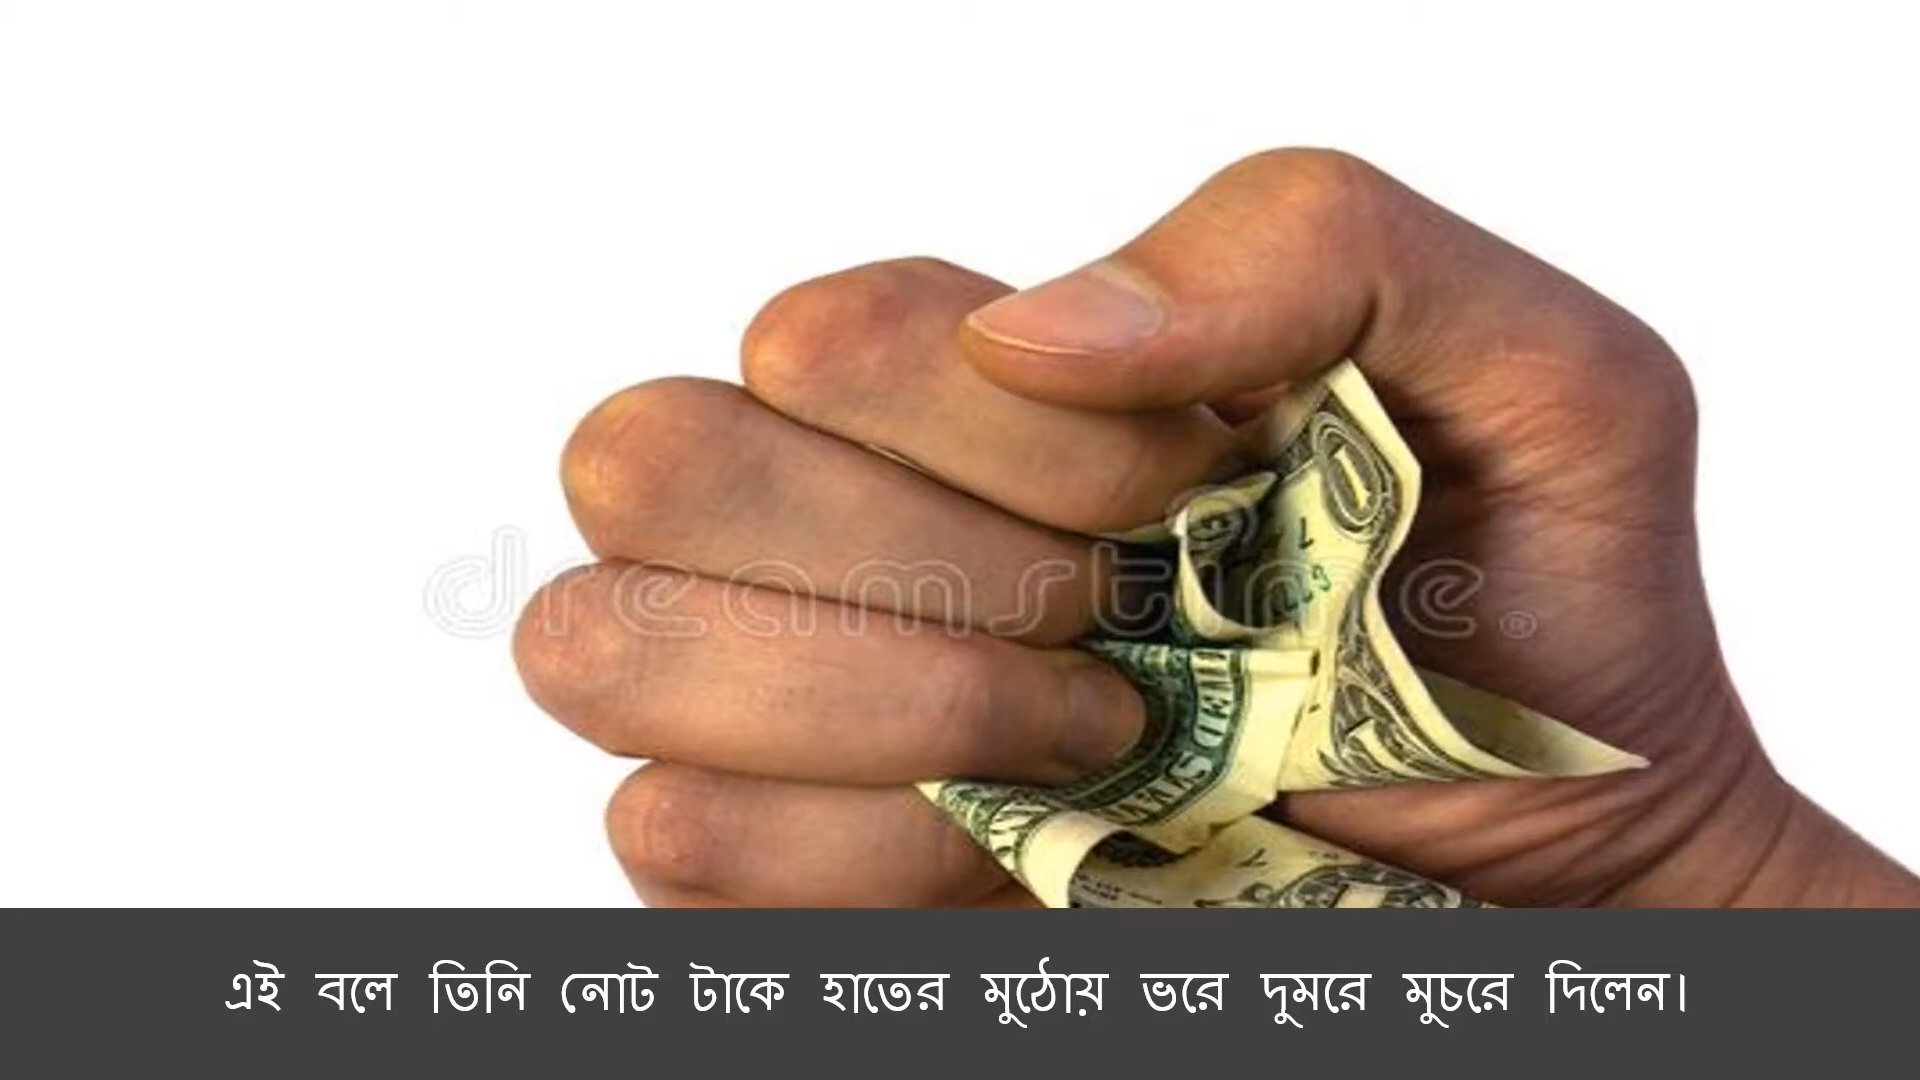 dreamstime®
এই বলে তিনি নোট টাকে হাতের মুঠোয় ভরে দুমরে মুচরে দিলেন।